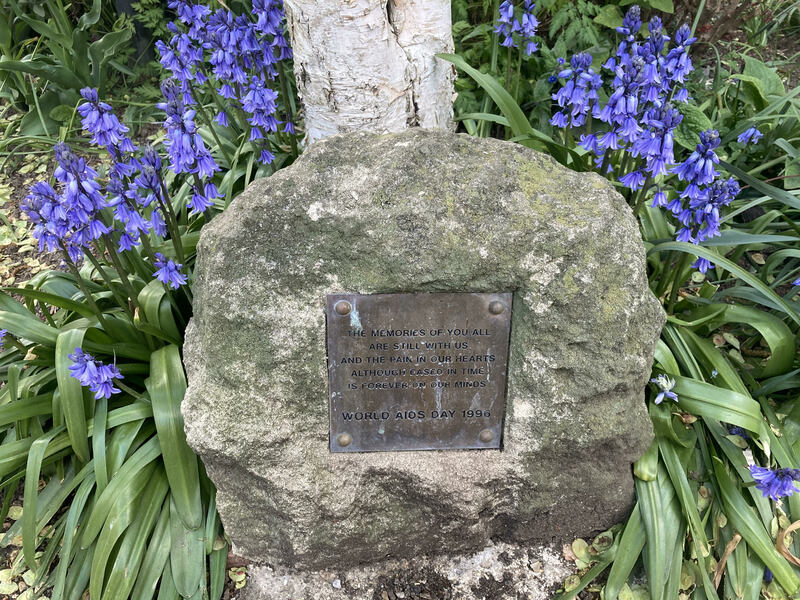 THE MEMORIES OF YOU ALL
ARE STILL WITH US
AND THE PAIN IN OUR HEARTS
ALTHOUGH EASED IN TIME
IS FOREVER ON OUR MINDS
WORLD AIDS DAY 1996